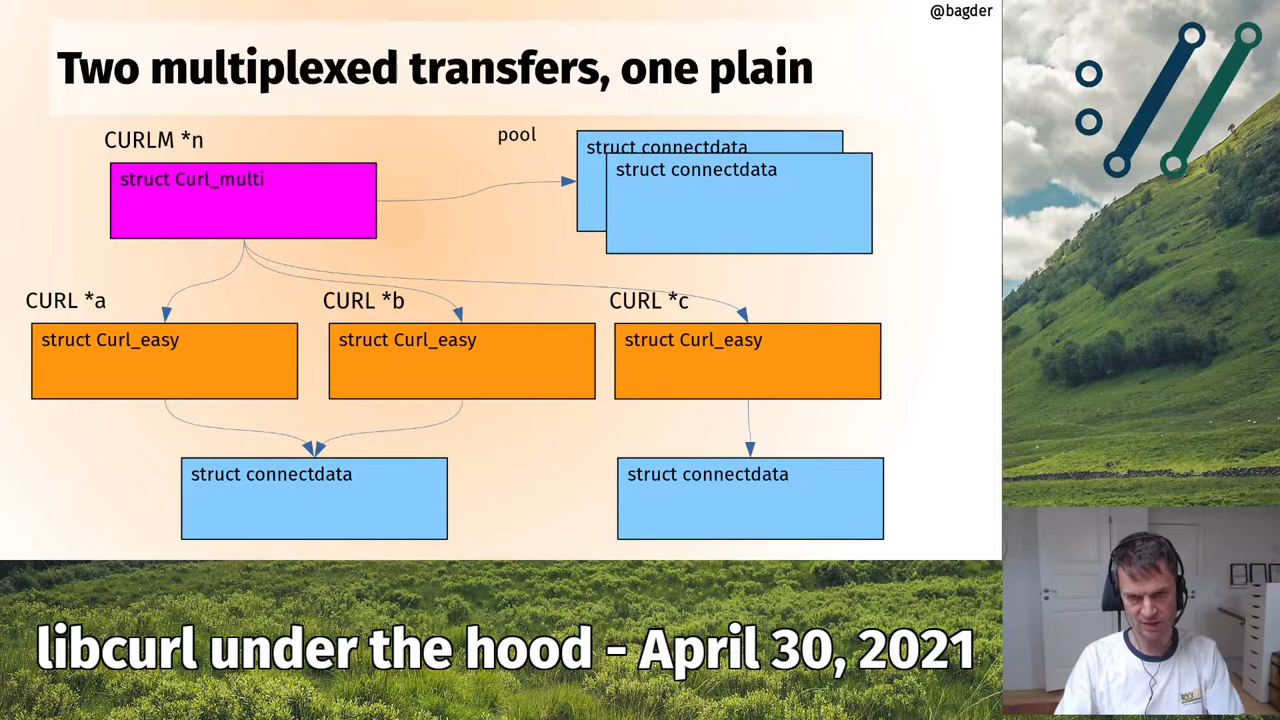 @bagder
Two multiplexed transfers, one plain
CURLM *n
pool
struct connectdata
struct Curl_multi
struct connectdata
CURL *a
CURL *b
CURL *c
struct Curl_easy
struct Curl_easy
struct Curl_easy
struct connectdata
struct connectdata
libcurl under the hood - April 30, 2021